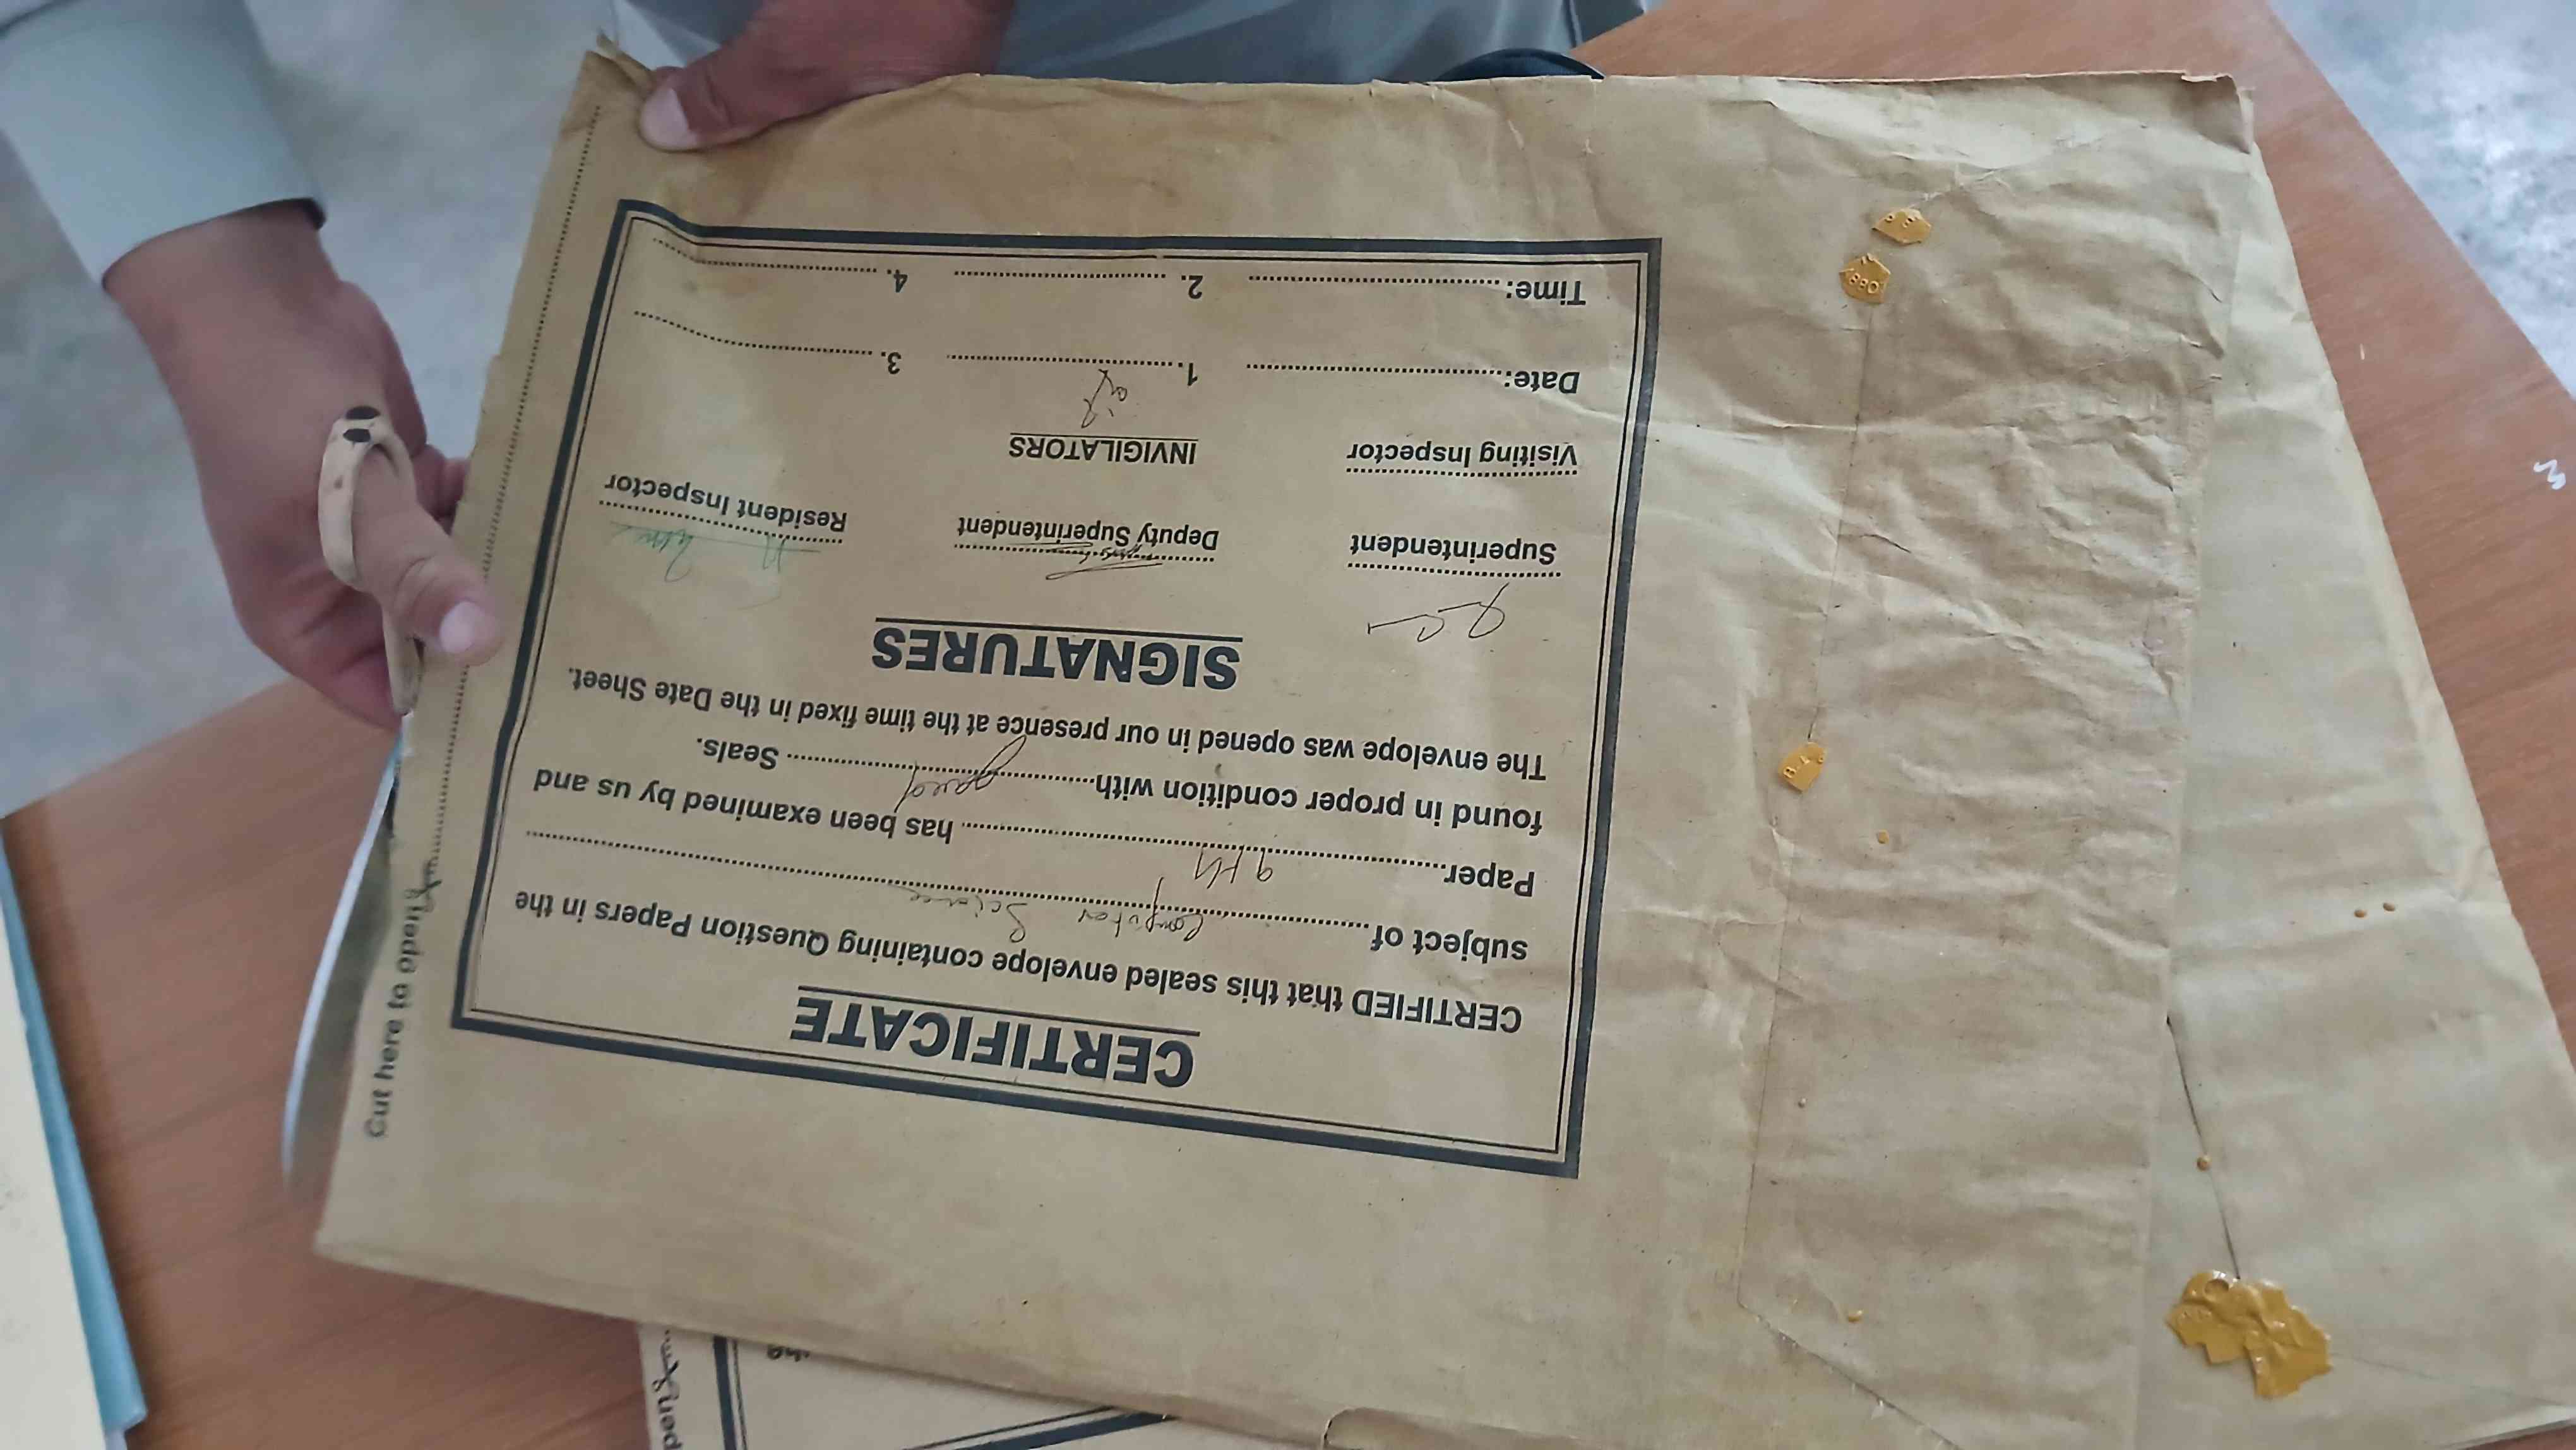 CERTIFICATE
CERTIFIED that this sealed envelope containing Question Papers in the
subject of Computer Science
Paper 9th has been examined by us and
found in proper condition with good Seals.
The envelope was opened in our presence at the time fixed in the Date Sheet.
SIGNATURES
Superintendent Deputy Superintendent Resident Inspector
Visiting Inspector INVIGILATORS
Date: 1. 3.
Time: 2. 4.
Cut here to open